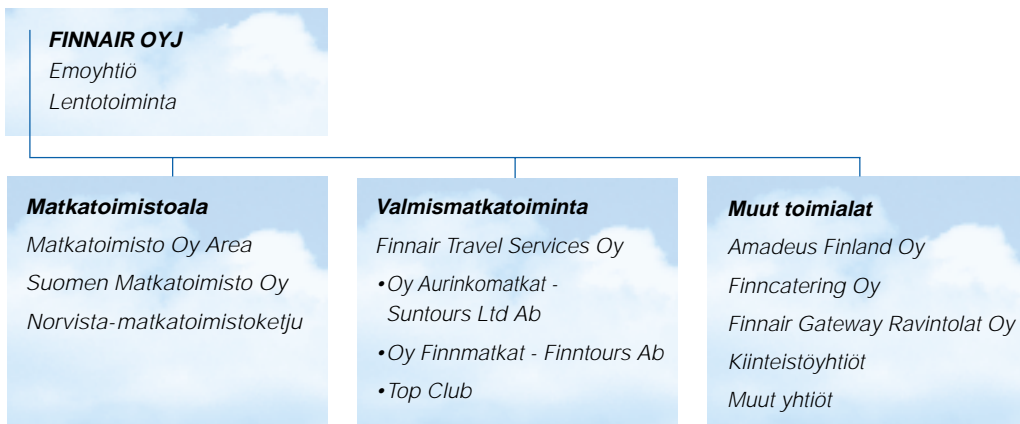 FINNAIR OYJ
Emoyhtiö
Lentotoiminta
Matkatoimistoala
Matkatoimisto Oy Area
Suomen Matkatoimisto Oy
Norvista-matkatoimistoketju
Valmismatkatoiminta
Finnair Travel Services Oy
•Oy Aurinkomatkat -
Suntours Ltd Ab
•Oy Finnmatkat - Finntours Ab
•Top Club
Muut toimialat
Amadeus Finland Oy
Finncatering Oy
Finnair Gateway Ravintolat Oy
Kiinteistöyhtiöt
Muut yhtiöt